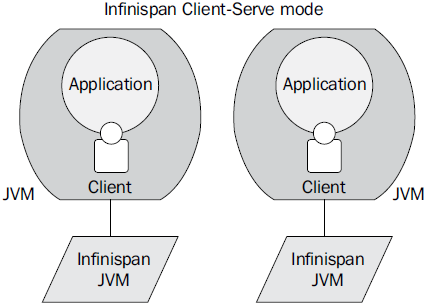 Infinispan Client-Serve mode
Application
Application
Client
Client
JVM
JVM
Infinispan
JVM
Infinispan
JVM